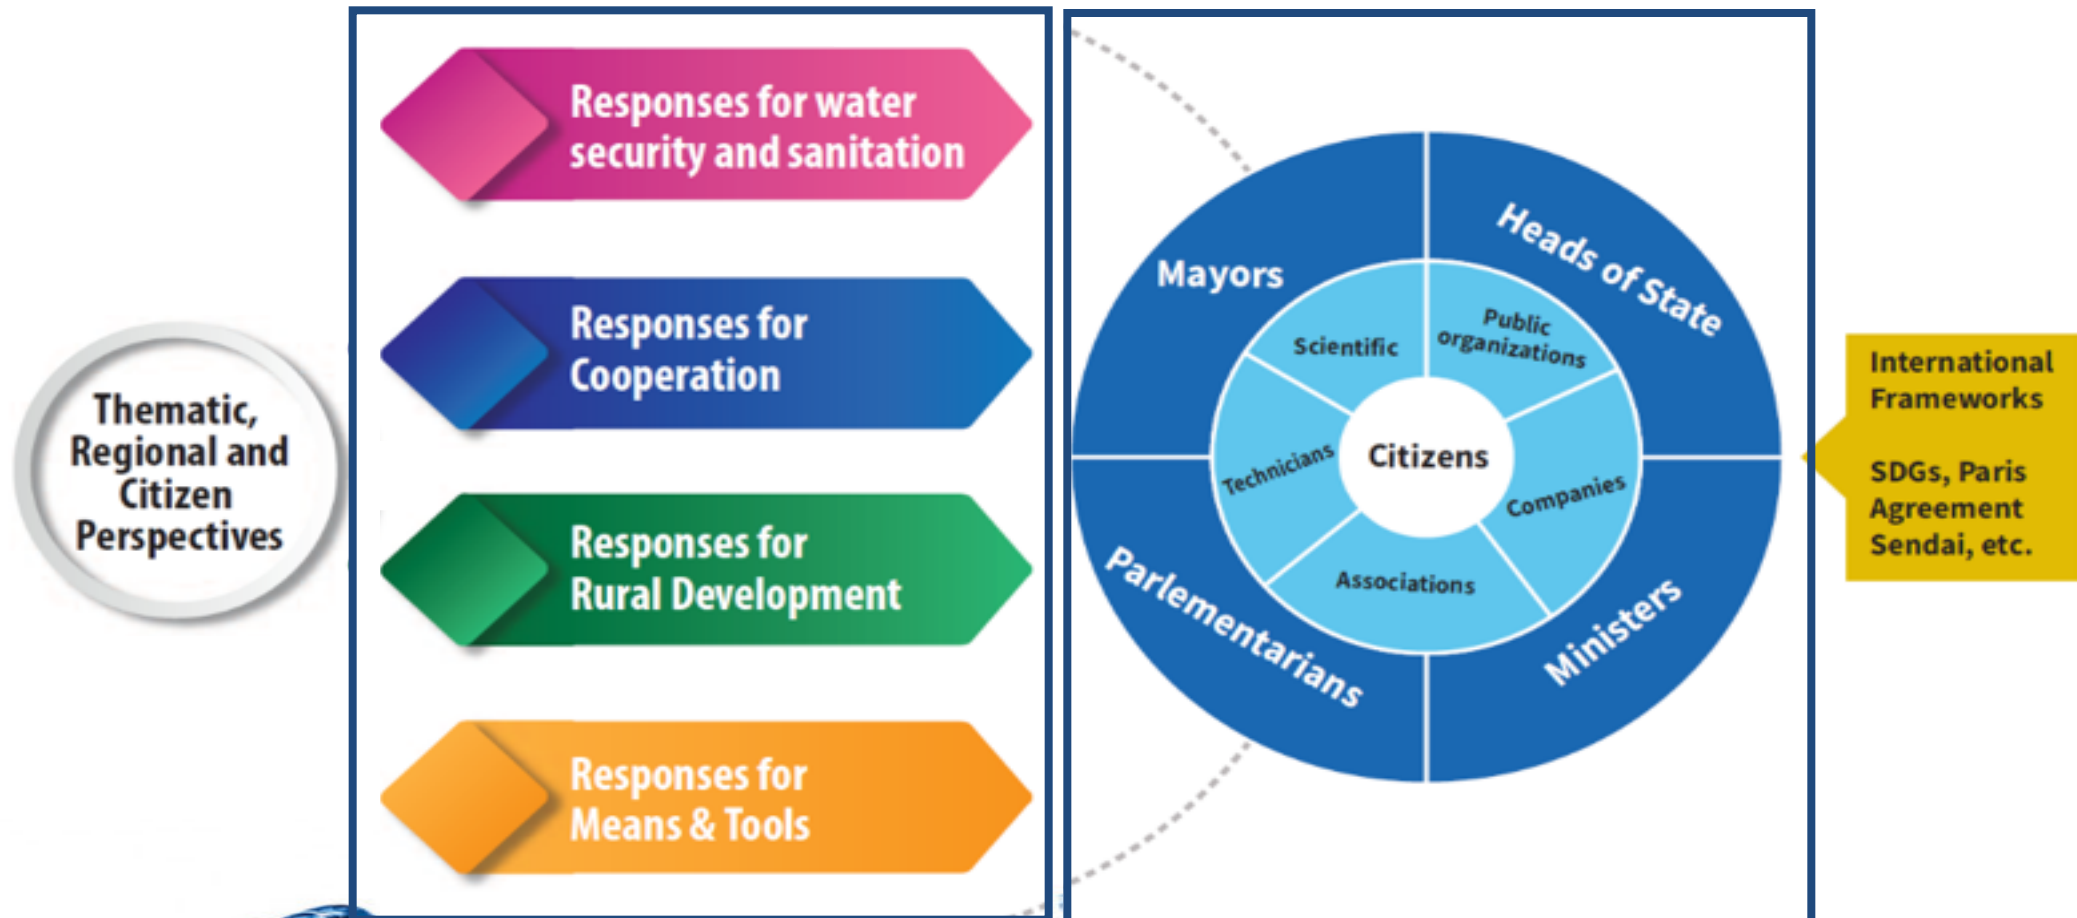 Thematic,
Regional and
Citizen
Perspectives
Responses for water
security and sanitation
Responses for
Cooperation
Responses for
Rural Development
Responses for
Means & Tools
Mayors
Heads of State
Scientific
Public
organizations
Technicians
Citizens
Companies
Associations
Parlementarians
Ministers
International
Frameworks
SDGs, Paris
Agreement
Sendai, etc.